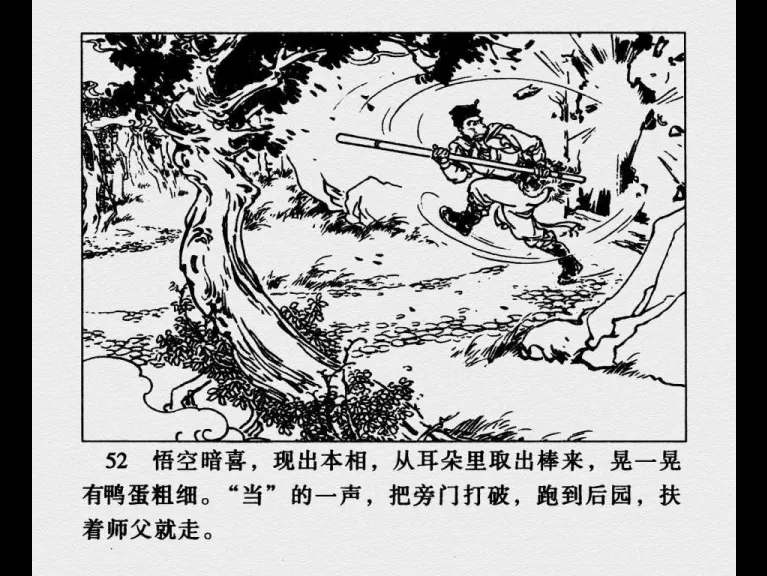 52 悟空暗喜，现出本相，从耳朵里取出棒来，晃一晃
有鸭蛋粗细。“当”的一声，把旁门打破，跑到后园，扶
着师父就走。